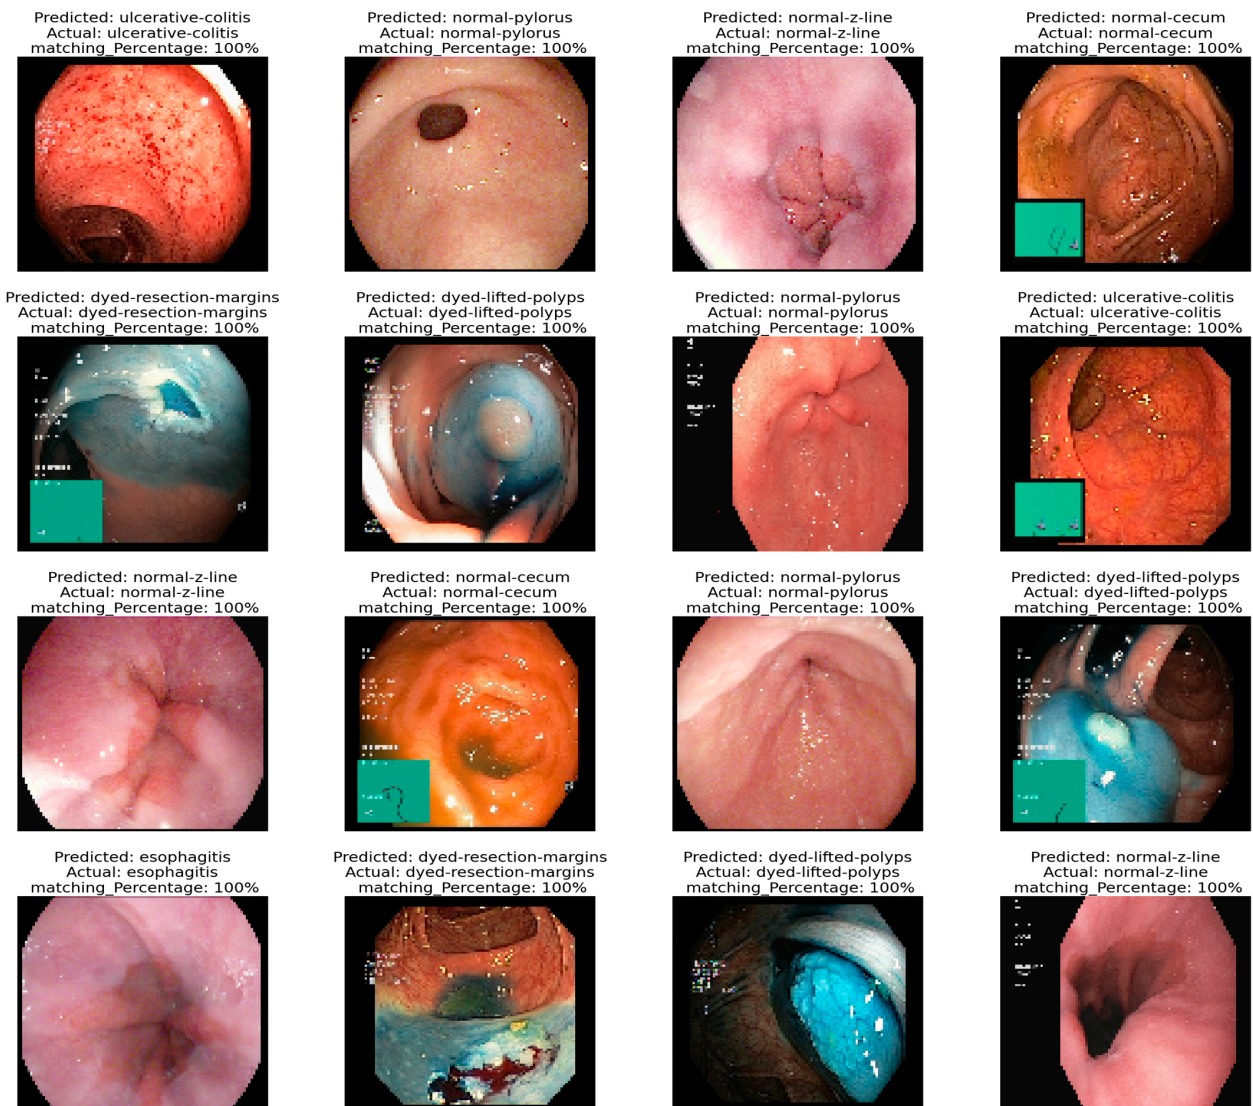 Predicted: ulcerative-colitis
Actual: ulcerative-colitis
matching_Percentage: 100%
Predicted: normal-pylorus
Actual: normal-pylorus
matching_Percentage: 100%
Predicted: normal-z-line
Actual: normal-z-line
matching_Percentage: 100%
Predicted: normal-cecum
Actual: normal-cecum
matching_Percentage: 100%
Predicted: dyed-resection-margins
Actual: dyed-resection-margins
matching_Percentage: 100%
Predicted: dyed-lifted-polyps
Actual: dyed-lifted-polyps
matching_Percentage: 100%
Predicted: normal-pylorus
Actual: normal-pylorus
matching_Percentage: 100%
Predicted: ulcerative-colitis
Actual: ulcerative-colitis
matching_Percentage: 100%
Predicted: normal-z-line
Actual: normal-z-line
matching_Percentage: 100%
Predicted: normal-cecum
Actual: normal-cecum
matching_Percentage: 100%
Predicted: normal-pylorus
Actual: normal-pylorus
matching_Percentage: 100%
Predicted: dyed-lifted-polyps
Actual: dyed-lifted-polyps
matching_Percentage: 100%
Predicted: esophagitis
Actual: esophagitis
matching_Percentage: 100%
Predicted: dyed-resection-margins
Actual: dyed-resection-margins
matching_Percentage: 100%
Predicted: dyed-lifted-polyps
Actual: dyed-lifted-polyps
matching_Percentage: 100%
Predicted: normal-z-line
Actual: normal-z-line
matching_Percentage: 100%